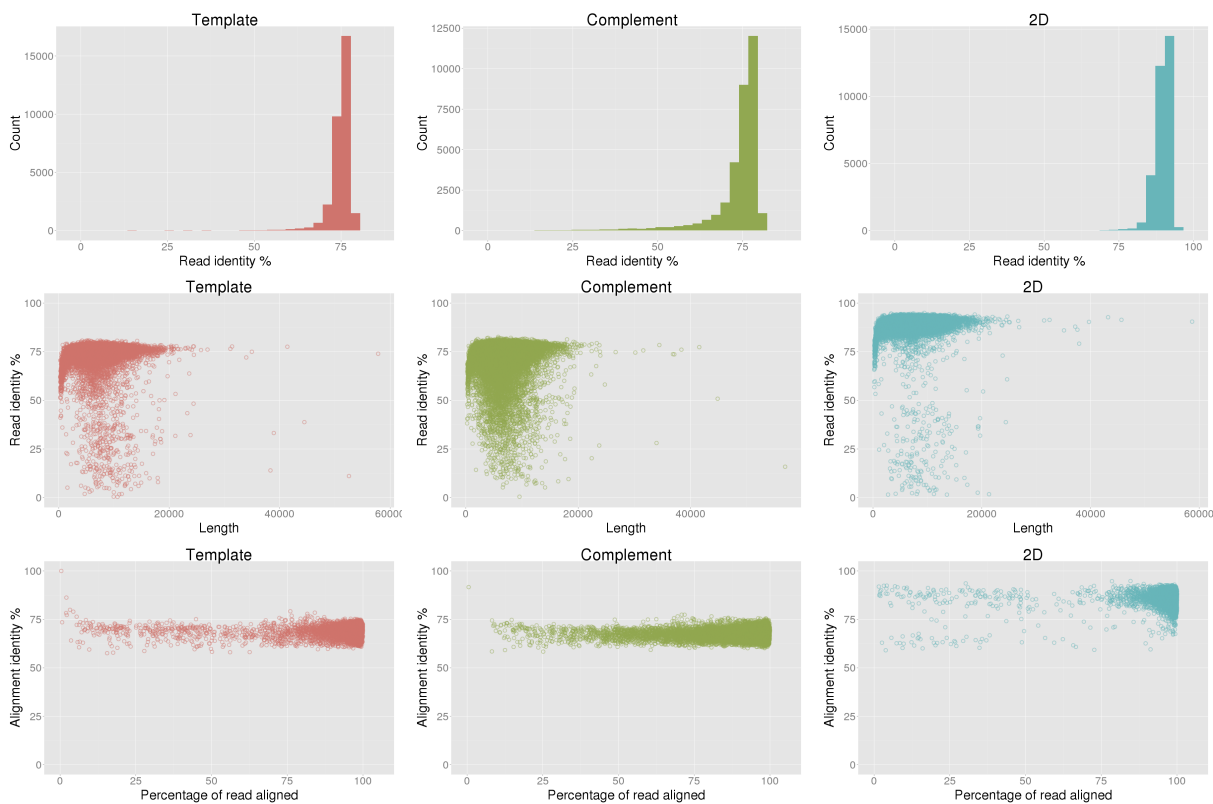 Template
Complement
2D
15000
10000
5000
0
Count
0 25 50 75
Read identity %
12500
10000
7500
5000
2500
0
Count
0 25 50 75
Read identity %
15000
10000
5000
0
Count
0 25 50 75 100
Read identity %
Template
Complement
2D
100
75
50
25
0
Read identity %
0 20000 40000 60000
Length
100
75
50
25
0
Read identity %
0 20000 40000
Length
100
75
50
25
0
Read identity %
0 20000 40000 60000
Length
Template
Complement
2D
100
75
50
25
0
Alignment identity %
0 25 50 75 100
Percentage of read aligned
100
75
50
25
0
Alignment identity %
0 25 50 75 100
Percentage of read aligned
100
75
50
25
0
Alignment identity %
0 25 50 75 100
Percentage of read aligned